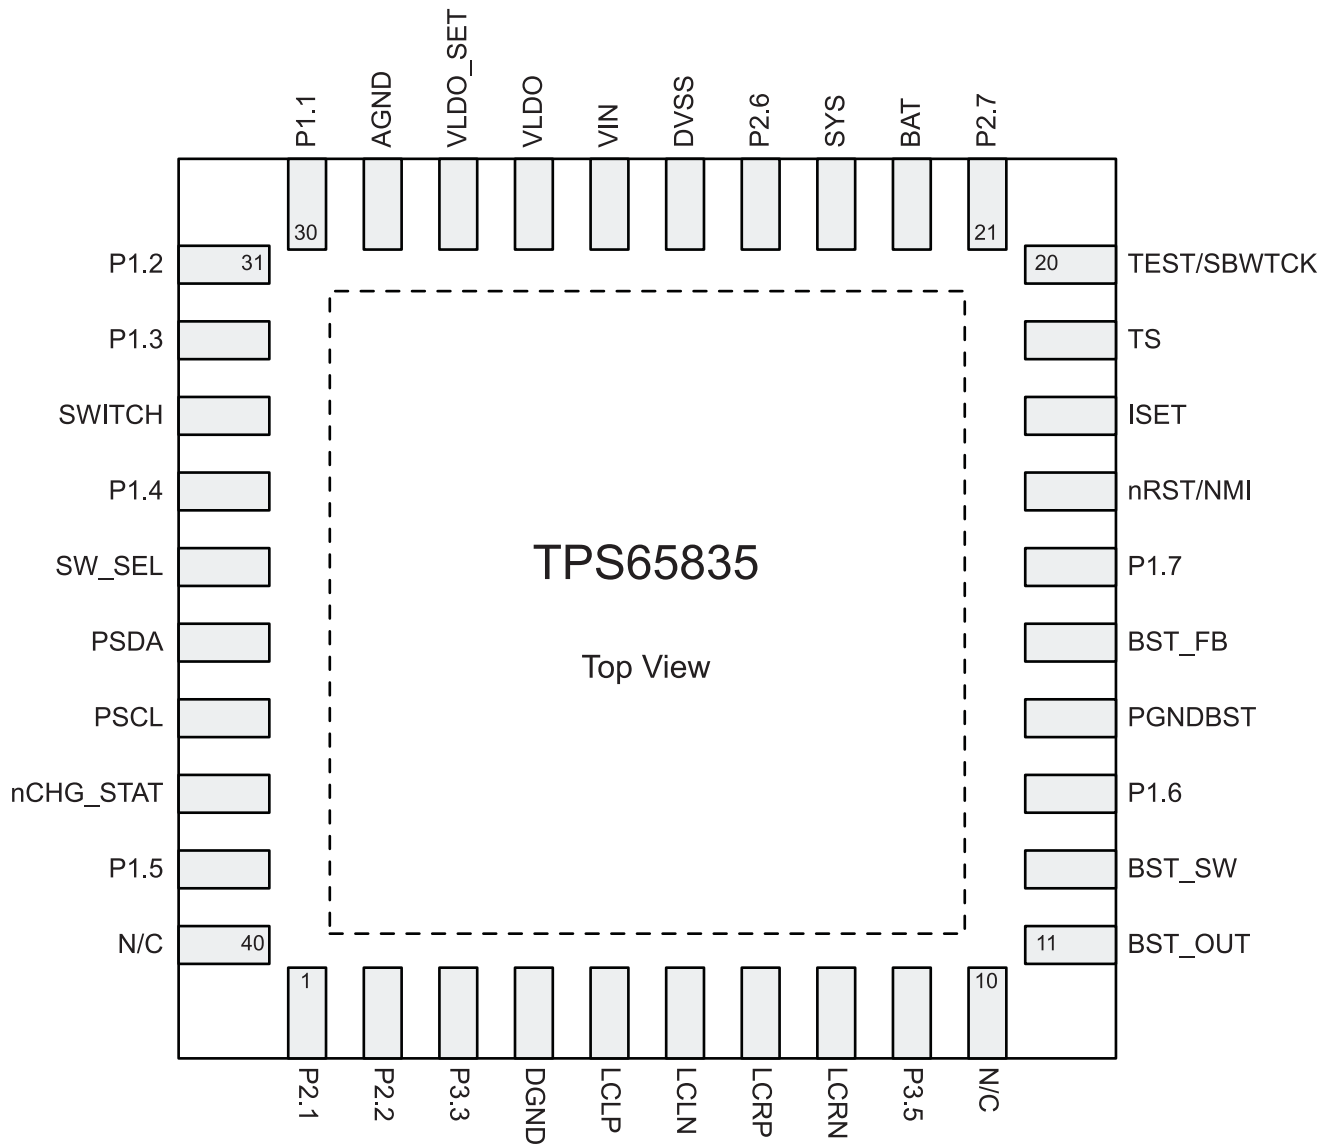 P1.1
AGND
VLDO_SET
VLDO
VIN
DVSS
P2.6
SYS
BAT
P2.7
30
21
P1.2
31
20
TEST/SBWTCK
P1.3
TS
SWITCH
ISET
P1.4
nRST/NMI
SW_SEL
TPS65835
P1.7
PSDA
Top View
BST_FB
PSCL
PGNDBST
nCHG_STAT
P1.6
P1.5
BST_SW
N/C
40
11
BST_OUT
1
10
P2.1
P2.2
P3.3
DGND
LCLP
LCLN
LCRP
LCRN
P3.5
N/C